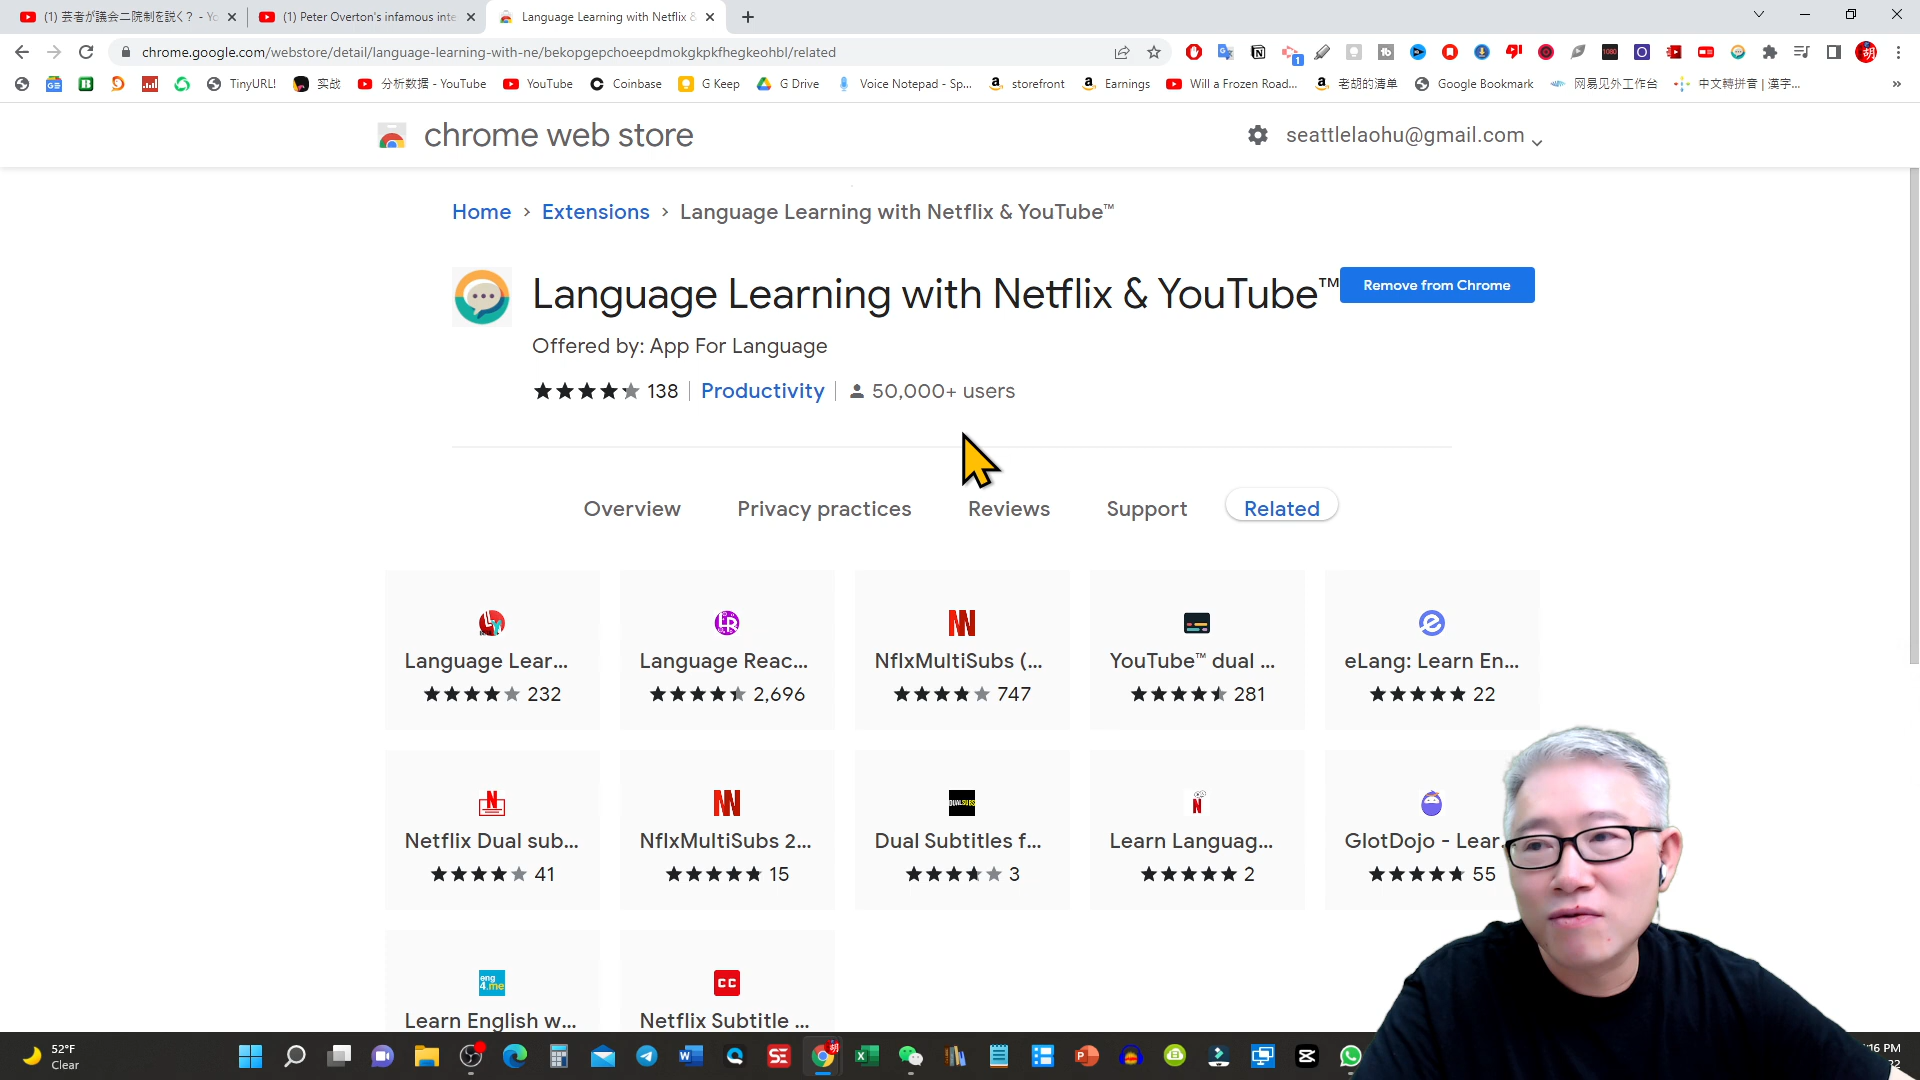 (1) 芸者が議会二院制を説く? - Yo
(1) Peter Overton's infamous inte
Language Learning with Netflix &
chrome.google.com/webstore/detail/language-learning-with-ne/bekopgepchoeepdmokgkpkfhegkeohbl/related
TinyURL!
实战
分析数据 - YouTube
YouTube
Coinbase
G Keep
G Drive
Voice Notepad - Sp...
storefront
Earnings
Will a Frozen Road...
老胡的清单
Google Bookmark
网易见外工作台
中文轉拼音 | 漢字...
chrome web store
seattlelaohu@gmail.com
Home › Extensions › Language Learning with Netflix & YouTube™
Language Learning with Netflix & YouTube™
Remove from Chrome
Offered by: App For Language
138 | Productivity | 50,000+ users
Overview
Privacy practices
Reviews
Support
Related
Language Lear...
232
Language Reac...
2,696
NflxMultiSubs (...
747
YouTube™ dual ...
281
eLang: Learn En...
22
Netflix Dual sub...
41
NflxMultiSubs 2...
15
DUALSUBS
Dual Subtitles f...
3
Learn Languag...
2
GlotDojo - Lear
55
eng
4.me
Learn English w...
CC
Netflix Subtitle ...
52°F
Clear
:16 PM